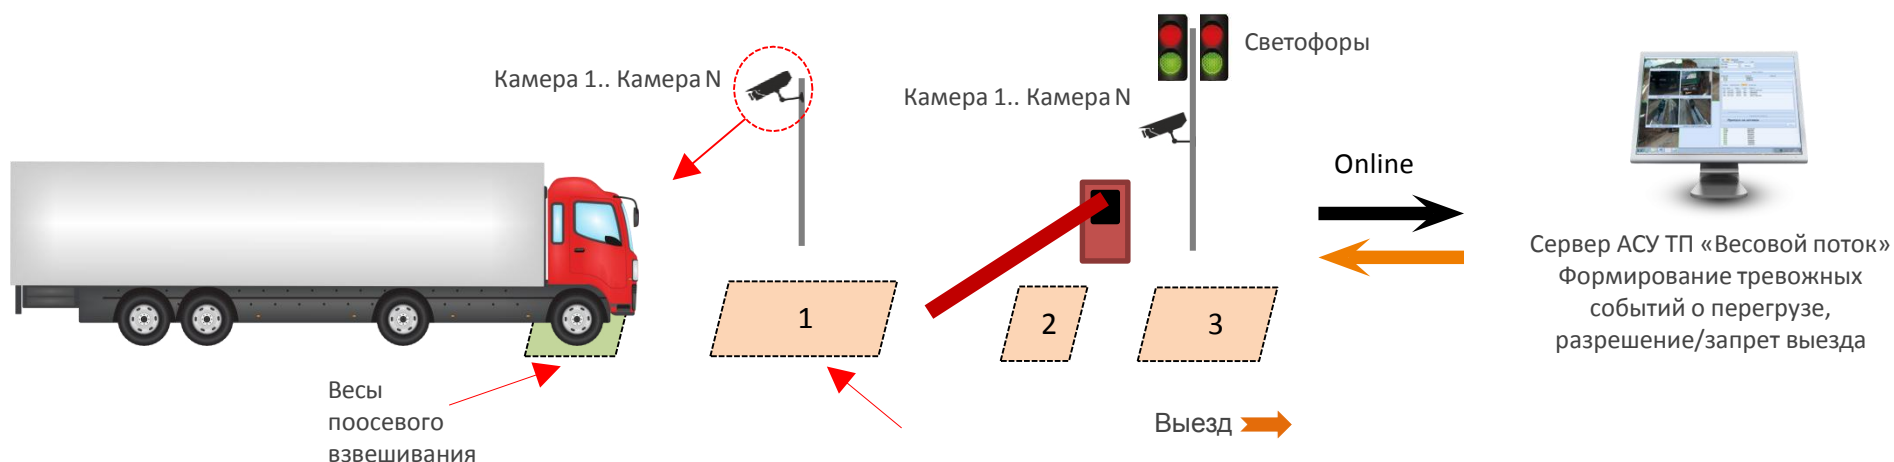 Светофоры
Камера 1.. Камера N
Камера 1.. Камера N
Online
Сервер АСУ ТП «Весовой поток»
Формирование тревожных
событий о перегрузе,
разрешение/запрет выезда
1
2
3
Весы
поосевого
взвешивания
Выезд